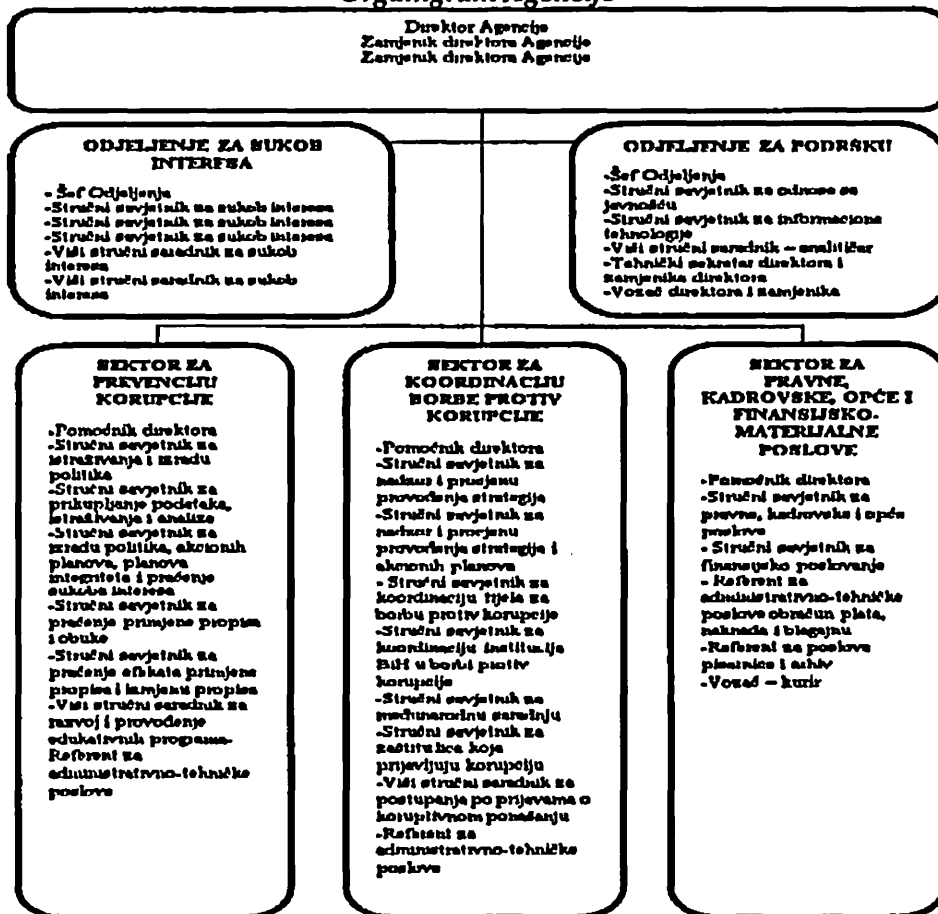 Organigram Agencije
Direktor Agencije
Zamjenik direktora Agencije
Zamjenik direktora Agencije
ODJELJENJE ZA SUKOB
INTERESA
- Šef Odjeljenja
-Stručni savjetnik za sukob interesa
-Stručni savjetnik za sukob interesa
-Stručni savjetnik za sukob interesa
-Viši stručni saradnik za sukob
interesa
-Viši stručni saradnik za sukob
interesa
ODJELJENJE ZA PODRŠKU
-Šef Odjeljenja
-Stručni savjetnik za odnose sa
javnošću
-Stručni savjetnik za informacione
tehnologije
-Viši stručni saradnik – analitičar
-Tehnički sekretar direktora i
zamjenika direktora
-Vozač direktora i zamjenika
SEKTOR ZA
PREVENCIJU
KORUPCIJE
-Pomoćnik direktora
-Stručni savjetnik za
istraživanja i izradu
politika
-Stručni savjetnik za
prikupljanje podataka,
istraživanja i analize
-Stručni savjetnik za
izradu politika, akcionih
planova, planova
integriteta i praćenje
sukoba interesa
-Stručni savjetnik za
praćenje primjene propisa
i obuke
-Stručni savjetnik za
praćenje efekata primjene
propisa i izmjenu propisa
-Viši stručni saradnik za
razvoj i provođenje
edukativnih programa-
Referent za
administrativno-tehničke
poslove
SEKTOR ZA
KOORDINACIJU
BORBE PROTIV
KORUPCIJE
-Pomoćnik direktora
-Stručni savjetnik za
nadzor i procjenu
provođenja strategija
-Stručni savjetnik za
nadzor i procjenu
provođenja strategija i
akcionih planova
- Stručni savjetnik za
koordinaciju tijela za
borbu protiv korupcije
-Stručni savjetnik za
koordinaciju institucija
BiH u borbi protiv
korupcije
-Stručni savjetnik za
međunarodnu saradnju
-Stručni savjetnik za
zaštitu lica koja
prijavljuju korupciju
-Viši stručni saradnik za
postupanja po prijavama o
koruptivnom ponašanju
-Referent za
administrativno-tehničke
poslove
SEKTOR ZA
PRAVNE,
KADROVSKE, OPĆE I
FINANSIJSKO-
MATERIJALNE
POSLOVE
-Pomoćnik direktora
-Stručni savjetnik za
pravne, kadrovske i opće
poslove
- Stručni savjetnik za
finansijsko poslovanje
- Referent za
administrativno-tehničke
poslove obračun plata,
naknada i blagajnu
-Referent za poslove
pisarnice i arhiv
-Vozač – kurir